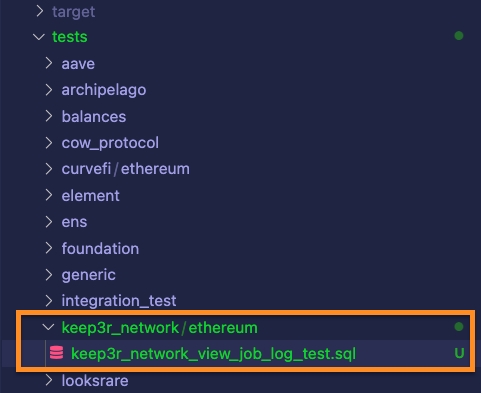 target
tests
aave
archipelago
balances
cow_protocol
curvefi/ethereum
element
ens
foundation
generic
integration_test
keep3r_network/ethereum
keep3r_network_view_job_log_test.sql U
looksrare